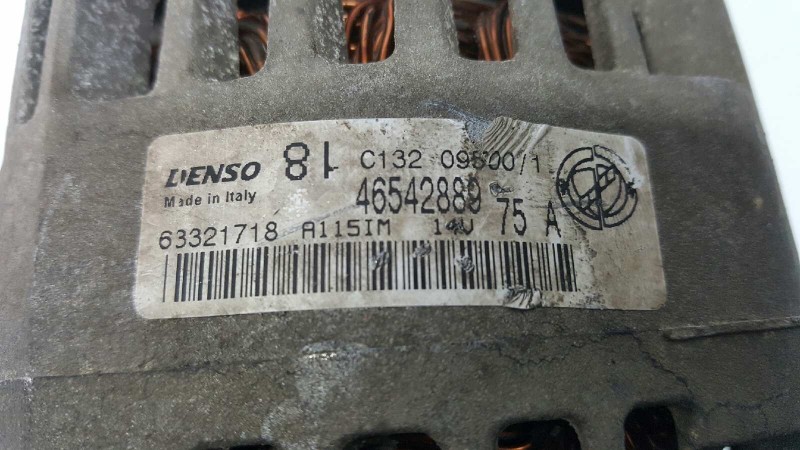 DENSO 81 C132 09500/1
Made in Italy 46542889 75 A
63321718 A115IM 14V